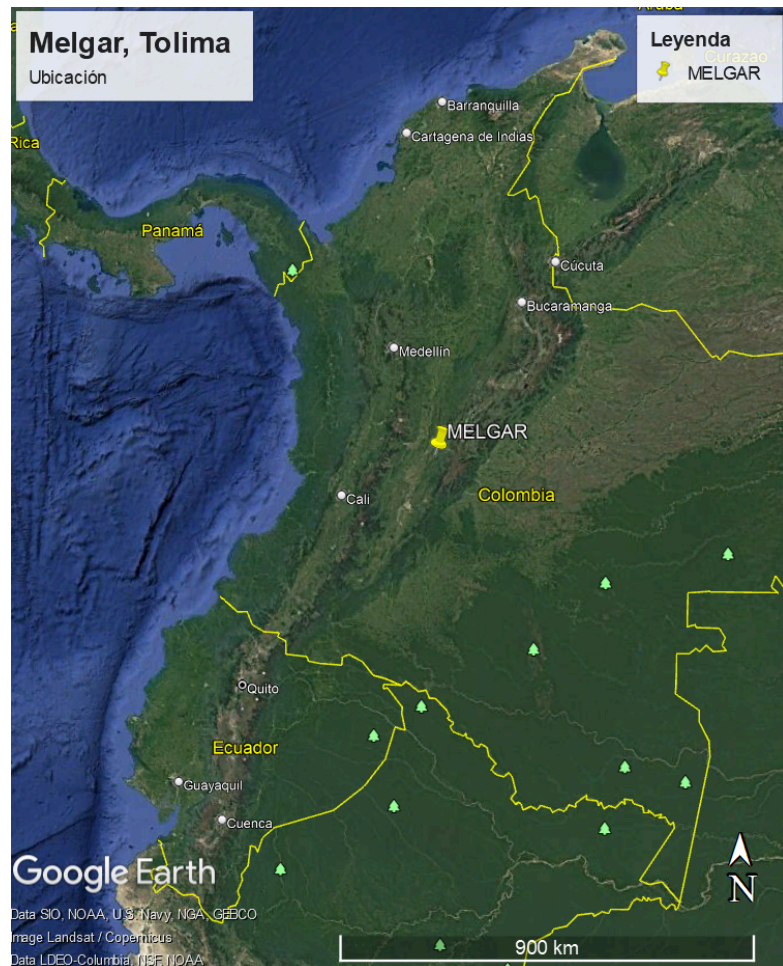 Melgar, Tolima
Ubicación
Leyenda
MELGAR
Curazao
Barranquilla
Cartagena de Indias
Rica
Panamá
Cúcuta
Bucaramanga
Medellín
MELGAR
Colombia
Cali
Quito
Ecuador
Guayaquil
Cuenca
Google Earth
N
Data SIO, NOAA, U.S. Navy, NGA, GEBCO
Image Landsat / Copernicus
Data LDEO-Columbia, NSF, NOAA
900 km